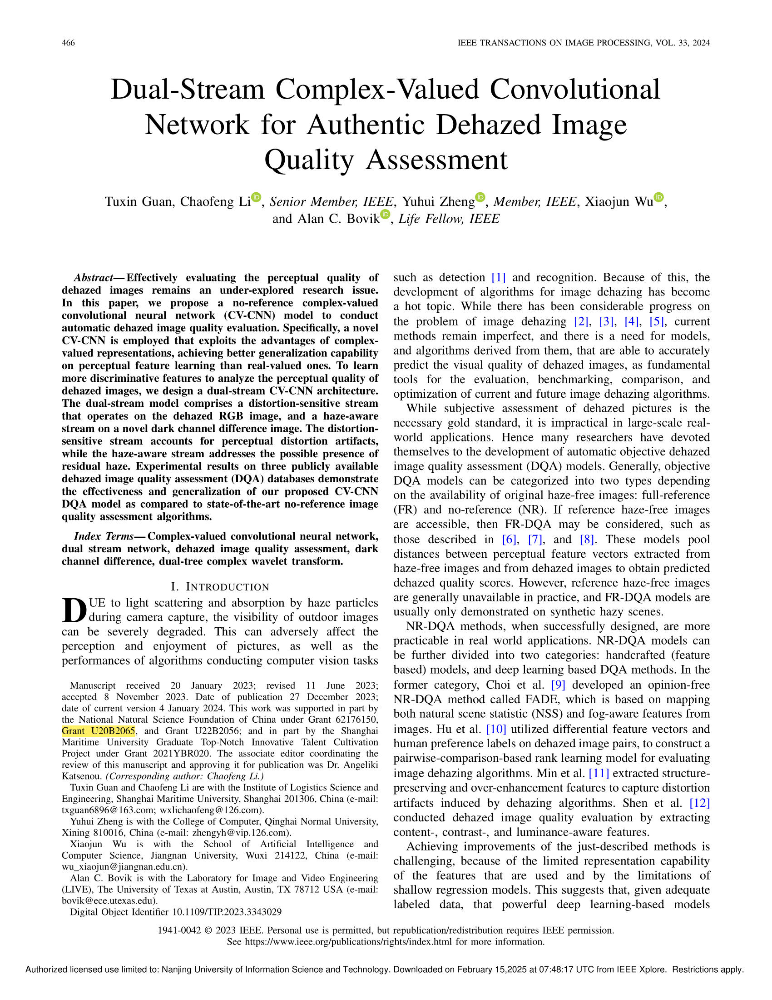 466
IEEE TRANSACTIONS ON IMAGE PROCESSING, VOL. 33, 2024
Dual-Stream Complex-Valued Convolutional
Network for Authentic Dehazed Image
Quality Assessment
Tuxin Guan, Chaofeng Li, Senior Member, IEEE, Yuhui Zheng, Member, IEEE, Xiaojun Wu,
and Alan C. Bovik, Life Fellow, IEEE
Abstract—Effectively evaluating the perceptual quality of
dehazed images remains an under-explored research issue.
In this paper, we propose a no-reference complex-valued
convolutional neural network (CV-CNN) model to conduct
automatic dehazed image quality evaluation. Specifically, a novel
CV-CNN is employed that exploits the advantages of complex-
valued representations, achieving better generalization capability
on perceptual feature learning than real-valued ones. To learn
more discriminative features to analyze the perceptual quality of
dehazed images, we design a dual-stream CV-CNN architecture.
The dual-stream model comprises a distortion-sensitive stream
that operates on the dehazed RGB image, and a haze-aware
stream on a novel dark channel difference image. The distortion-
sensitive stream accounts for perceptual distortion artifacts,
while the haze-aware stream addresses the possible presence of
residual haze. Experimental results on three publicly available
dehazed image quality assessment (DQA) databases demonstrate
the effectiveness and generalization of our proposed CV-CNN
DQA model as compared to state-of-the-art no-reference image
quality assessment algorithms.
Index Terms—Complex-valued convolutional neural network,
dual stream network, dehazed image quality assessment, dark
channel difference, dual-tree complex wavelet transform.
I. INTRODUCTION
DUE to light scattering and absorption by haze particles
during camera capture, the visibility of outdoor images
can be severely degraded. This can adversely affect the
perception and enjoyment of pictures, as well as the
performances of algorithms conducting computer vision tasks
Manuscript received 20 January 2023; revised 11 June 2023;
accepted 8 November 2023. Date of publication 27 December 2023;
date of current version 4 January 2024. This work was supported in part by
the National Natural Science Foundation of China under Grant 62176150,
Grant U20B2065, and Grant U22B2056; and in part by the Shanghai
Maritime University Graduate Top-Notch Innovative Talent Cultivation
Project under Grant 2021YBR020. The associate editor coordinating the
review of this manuscript and approving it for publication was Dr. Angeliki
Katsenou. (Corresponding author: Chaofeng Li.)
Tuxin Guan and Chaofeng Li are with the Institute of Logistics Science and
Engineering, Shanghai Maritime University, Shanghai 201306, China (e-mail:
txguan6896@163.com; wxlichaofeng@126.com).
Yuhui Zheng is with the College of Computer, Qinghai Normal University,
Xining 810016, China (e-mail: zhengyh@vip.126.com).
Xiaojun Wu is with the School of Artificial Intelligence and
Computer Science, Jiangnan University, Wuxi 214122, China (e-mail:
wu_xiaojun@jiangnan.edu.cn).
Alan C. Bovik is with the Laboratory for Image and Video Engineering
(LIVE), The University of Texas at Austin, Austin, TX 78712 USA (e-mail:
bovik@ece.utexas.edu).
Digital Object Identifier 10.1109/TIP.2023.3343029
such as detection [1] and recognition. Because of this, the
development of algorithms for image dehazing has become
a hot topic. While there has been considerable progress on
the problem of image dehazing [2], [3], [4], [5], current
methods remain imperfect, and there is a need for models,
and algorithms derived from them, that are able to accurately
predict the visual quality of dehazed images, as fundamental
tools for the evaluation, benchmarking, comparison, and
optimization of current and future image dehazing algorithms.
While subjective assessment of dehazed pictures is the
necessary gold standard, it is impractical in large-scale real-
world applications. Hence many researchers have devoted
themselves to the development of automatic objective dehazed
image quality assessment (DQA) models. Generally, objective
DQA models can be categorized into two types depending
on the availability of original haze-free images: full-reference
(FR) and no-reference (NR). If reference haze-free images
are accessible, then FR-DQA may be considered, such as
those described in [6], [7], and [8]. These models pool
distances between perceptual feature vectors extracted from
haze-free images and from dehazed images to obtain predicted
dehazed quality scores. However, reference haze-free images
are generally unavailable in practice, and FR-DQA models are
usually only demonstrated on synthetic hazy scenes.
NR-DQA methods, when successfully designed, are more
practicable in real world applications. NR-DQA models can
be further divided into two categories: handcrafted (feature
based) models, and deep learning based DQA methods. In the
former category, Choi et al. [9] developed an opinion-free
NR-DQA method called FADE, which is based on mapping
both natural scene statistic (NSS) and fog-aware features from
images. Hu et al. [10] utilized differential feature vectors and
human preference labels on dehazed image pairs, to construct a
pairwise-comparison-based rank learning model for evaluating
image dehazing algorithms. Min et al. [11] extracted structure-
preserving and over-enhancement features to capture distortion
artifacts induced by dehazing algorithms. Shen et al. [12]
conducted dehazed image quality evaluation by extracting
content-, contrast-, and luminance-aware features.
Achieving improvements of the just-described methods is
challenging, because of the limited representation capability
of the features that are used and by the limitations of
shallow regression models. This suggests that, given adequate
labeled data, that powerful deep learning-based models
1941-0042 © 2023 IEEE. Personal use is permitted, but republication/redistribution requires IEEE permission.
See https://www.ieee.org/publications/rights/index.html for more information.
Authorized licensed use limited to: Nanjing University of Information Science and Technology. Downloaded on February 15,2025 at 07:48:17 UTC from IEEE Xplore. Restrictions apply.